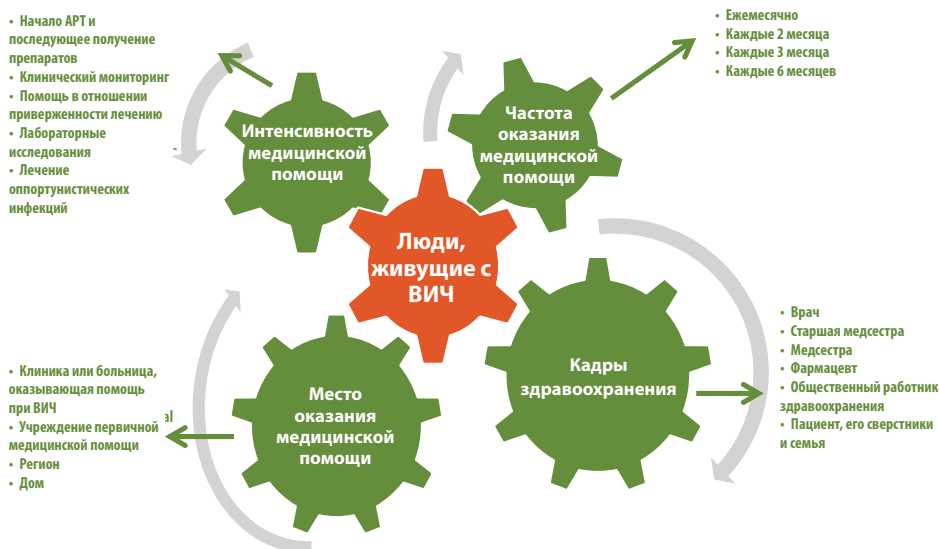 • Начало АРТ и
последующее получение
препаратов
• Клинический мониторинг
• Помощь в отношении
приверженности лечению
• Лабораторные
исследования
• Лечение
оппортунистических
инфекций
Интенсивность
медицинской
помощи
• Ежемесячно
• Каждые 2 месяца
• Каждые 3 месяца
• Каждые 6 месяцев
Частота
оказания
медицинской
помощи
Люди,
живущие с
ВИЧ
Кадры
здравоохранения
• Врач
• Старшая медсестра
• Медсестра
• Фармацевт
• Общественный работник
здравоохранения
• Пациент, его сверстники
и семья
Место
оказания
медицинской
помощи
• Клиника или больница,
оказывающая помощь
при ВИЧ
al
• Учреждение первичной
медицинской помощи
• Регион
• Дом